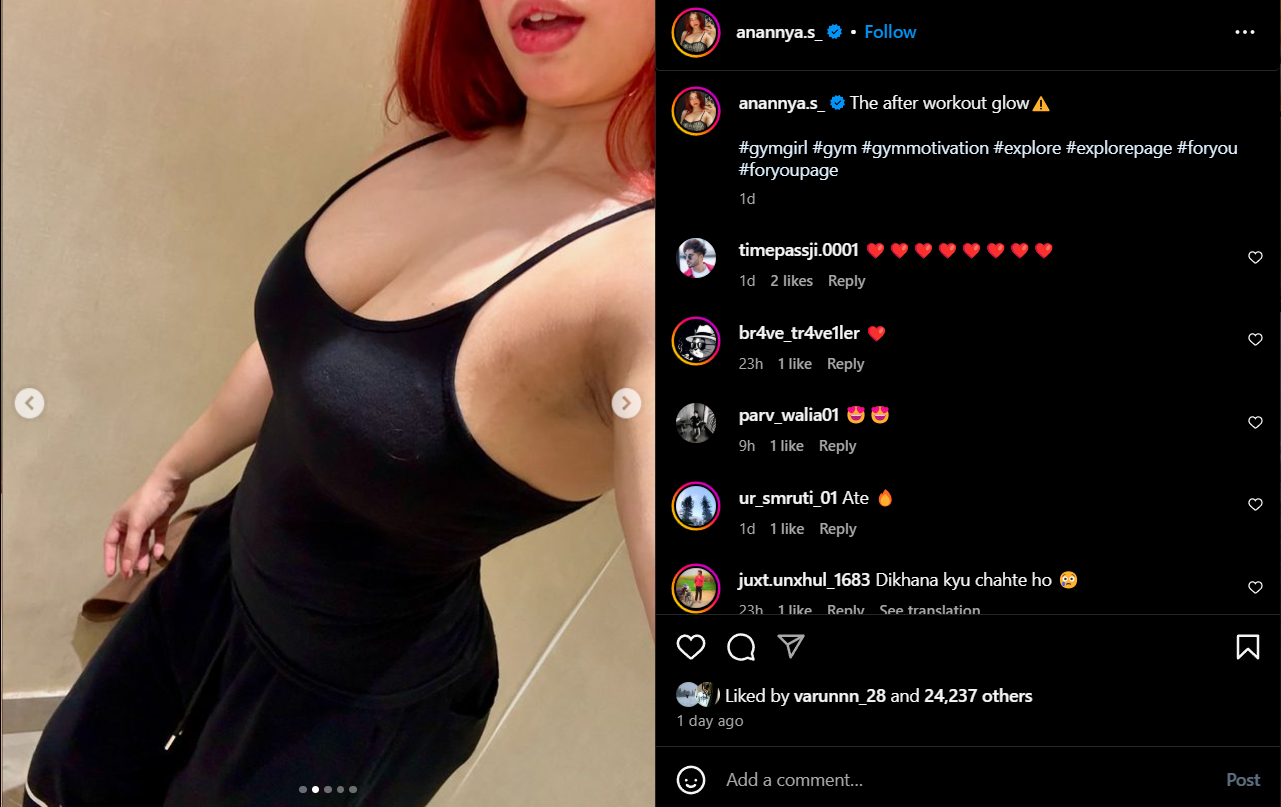 anannya.s_ • Follow
anannya.s_ The after workout glow⚠️
#gymgirl #gym #gymmotivation #explore #explorepage #foryou
#foryoupage
1d
timepassji.0001 ❤️❤️❤️❤️❤️❤️❤️❤️
1d 2 likes Reply
br4ve_tr4ve1ler ❤️
23h 1 like Reply
parv_walia01 😍😍
9h 1 like Reply
ur_smruti_01 Ate 🔥
1d 1 like Reply
juxt.unxhul_1683 Dikhana kyu chahte ho 😳
23h 1 like Reply See translation
Liked by varunnn_28 and 24,237 others
1 day ago
Add a comment...
Post